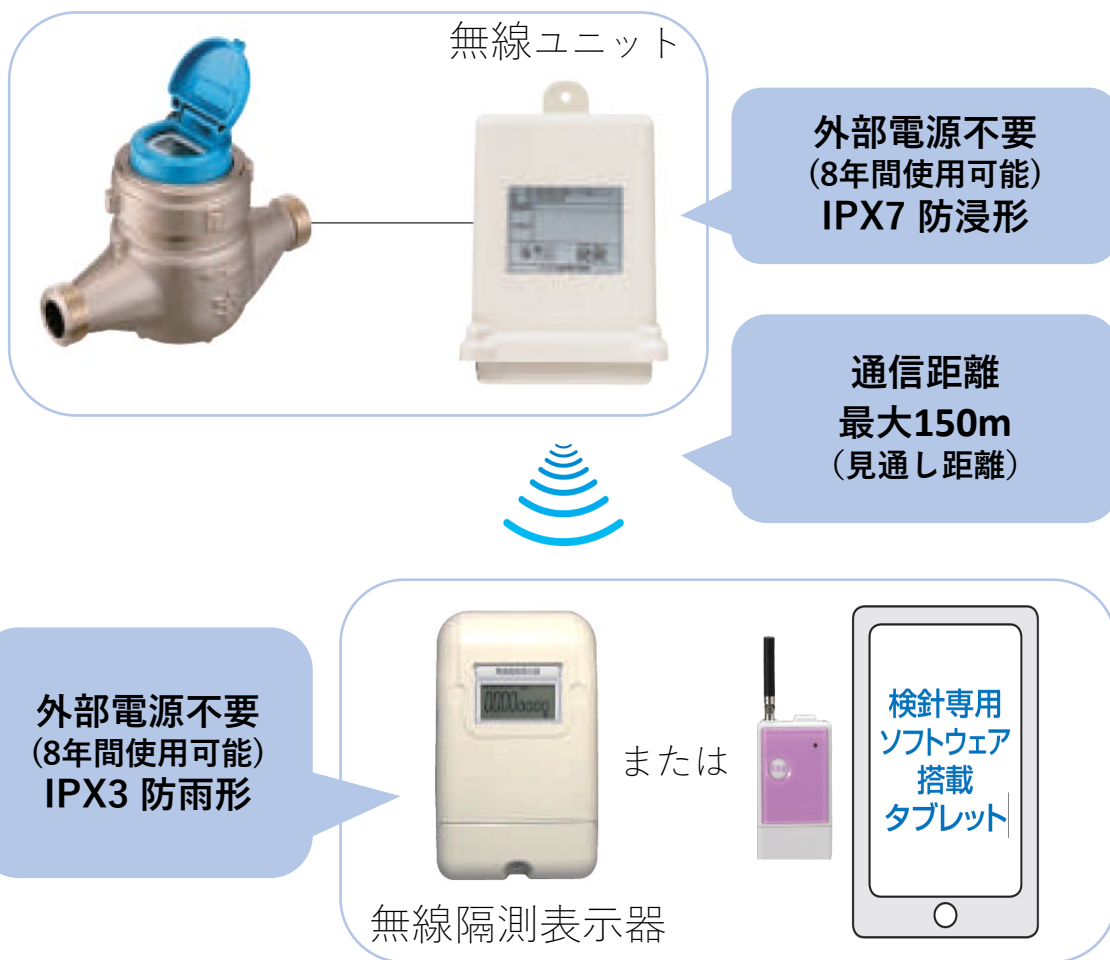 無線ユニット
外部電源不要
(8年間使用可能)
IPX7 防浸形
通信距離
最大150m
(見通し距離)
外部電源不要
(8年間使用可能)
IPX3 防雨形
または
検針専用
ソフトウェア
搭載
タブレット
無線隔測表示器